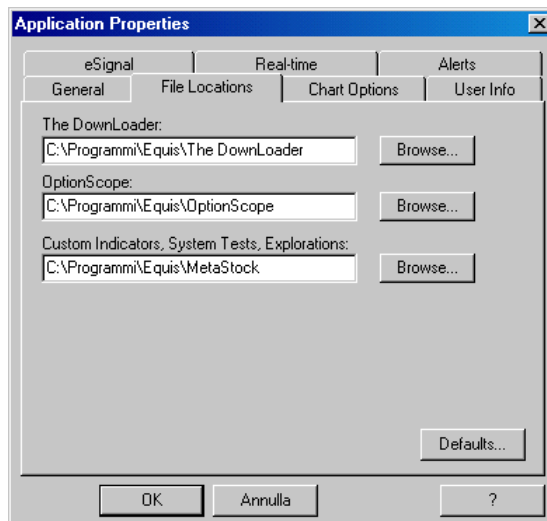 Application Properties
eSignal Real-time Alerts
General File Locations Chart Options User Info
The DownLoader:
C:\Programmi\Equis\The DownLoader Browse...
OptionScope:
C:\Programmi\Equis\OptionScope Browse...
Custom Indicators, System Tests, Explorations:
C:\Programmi\Equis\MetaStock Browse...
Defaults...
OK Annulla ?